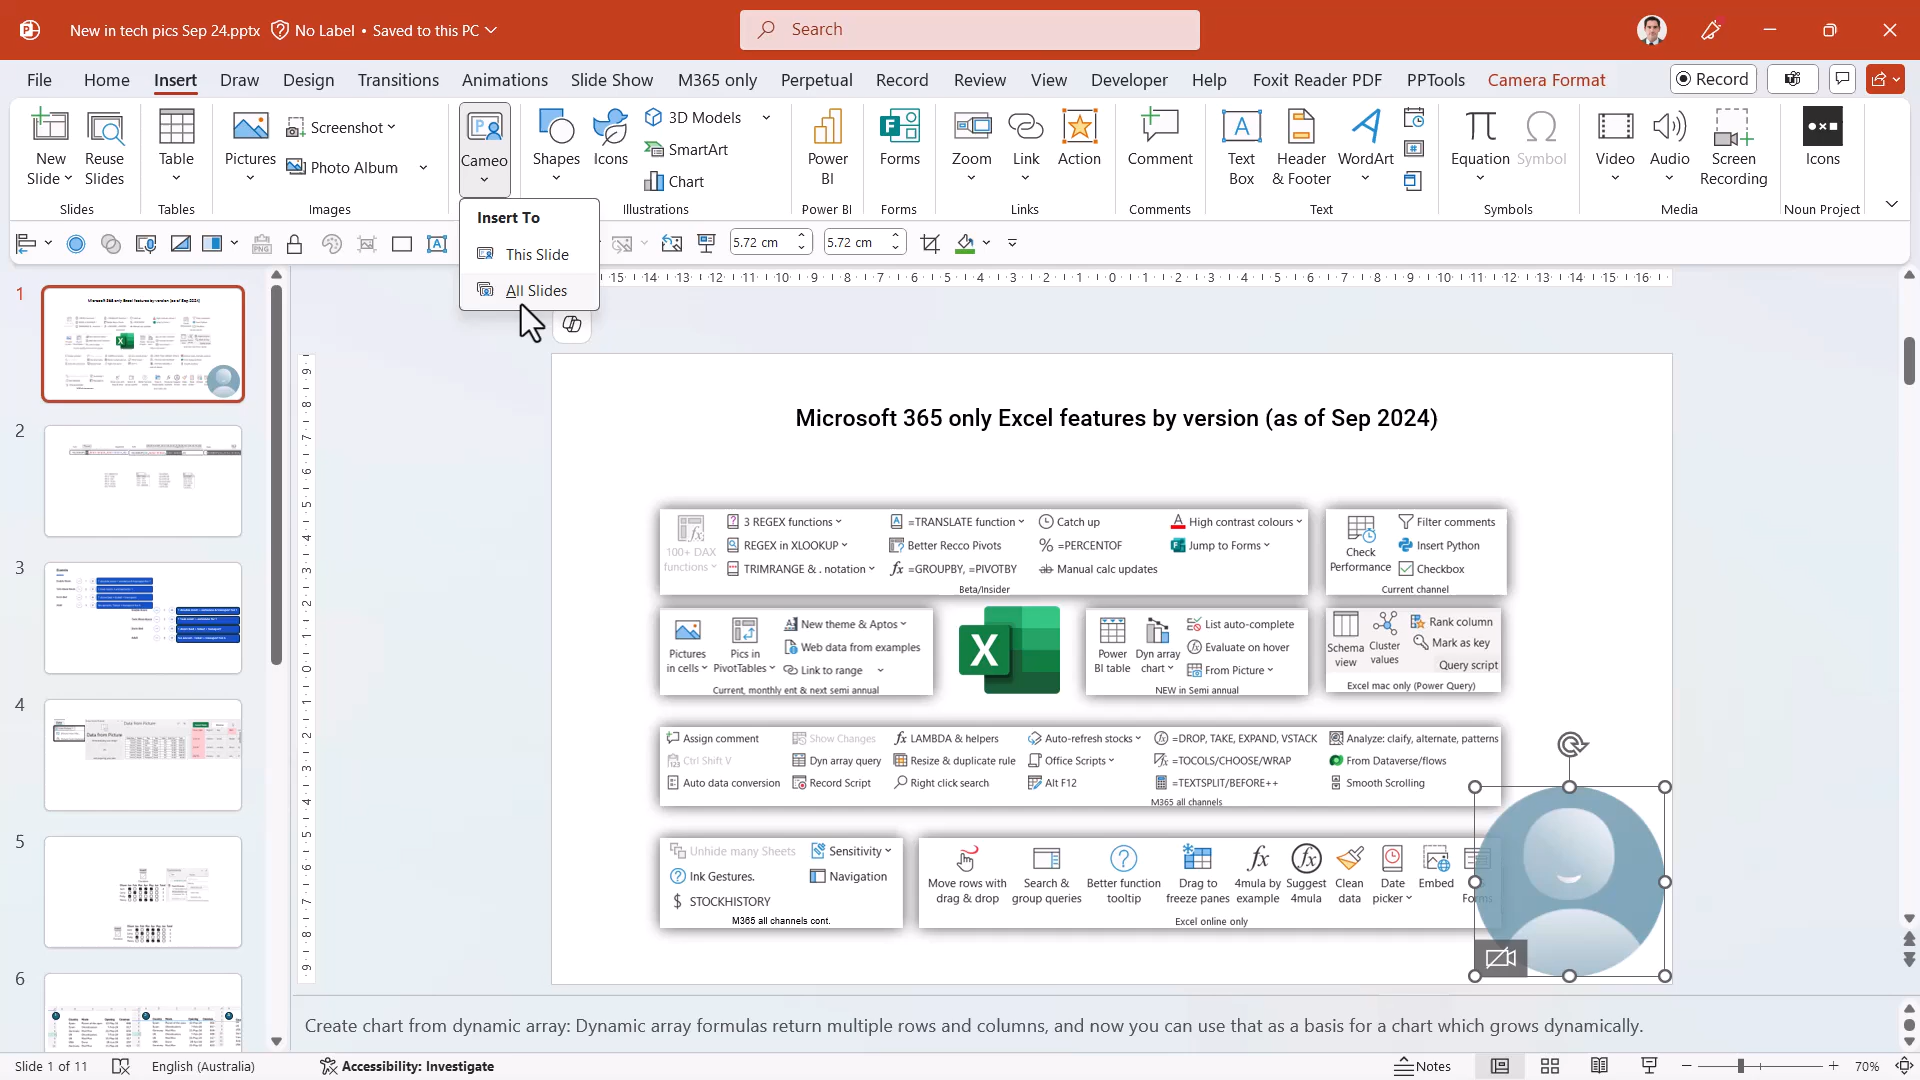 New in tech pics Sep 24.pptx No Label • Saved to this PC
Search
File Home Insert Draw Design Transitions Animations Slide Show M365 only Perpetual Record Review View Developer Help Foxit Reader PDF PPTools Camera Format
Record
New Slide
Reuse Slides
Slides
Table
Tables
Pictures
Screenshot
Photo Album
Images
Cameo
Shapes
Icons
3D Models
SmartArt
Chart
Illustrations
Power BI
Power BI
Forms
Forms
Zoom
Link
Action
Links
Comment
Comments
Text Box
Header & Footer
WordArt
Text
Equation
Symbol
Symbols
Video
Audio
Screen Recording
Media
Icons
Noun Project
Insert To
This Slide
All Slides
5.72 cm
5.72 cm
1
2
3
4
5
6
Microsoft 365 only Excel features by version (as of Sep 2024)
100+ DAX functions
3 REGEX functions
REGEX in XLOOKUP
TRIMRANGE & . notation
=TRANSLATE function
Better Recco Pivots
=GROUPBY, =PIVOTBY
Catch up
=PERCENTOF
Manual calc updates
High contrast colours
Jump to Forms
Beta/Insider
Check Performance
Filter comments
Insert Python
Checkbox
Current channel
Pictures in cells
Pics in PivotTables
New theme & Aptos
Web data from examples
Link to range
Current, monthly ent & next semi annual
X
Power BI table
Dyn array chart
List auto-complete
Evaluate on hover
From Picture
NEW in Semi annual
Schema view
Cluster values
Rank column
Mark as key
Query script
Excel mac only (Power Query)
Assign comment
Ctrl Shift V
Auto data conversion
Show Changes
Dyn array query
Record Script
LAMBDA & helpers
Resize & duplicate rule
Right click search
Auto-refresh stocks
Office Scripts
Alt F12
=DROP, TAKE, EXPAND, VSTACK
=TOCOLS/CHOOSE/WRAP
=TEXTSPLIT/BEFORE++
Analyze: claify, alternate, patterns
From Dataverse/flows
Smooth Scrolling
M365 all channels
Unhide many Sheets
Ink Gestures.
STOCKHISTORY
Sensitivity
Navigation
M365 all channels cont.
Move rows with drag & drop
Search & group queries
Better function tooltip
Drag to freeze panes
4mula by example
Suggest 4mula
Clean data
Date picker
Embed
Excel online only
Create chart from dynamic array: Dynamic array formulas return multiple rows and columns, and now you can use that as a basis for a chart which grows dynamically.
Slide 1 of 11 English (Australia) Accessibility: Investigate
Notes
70%